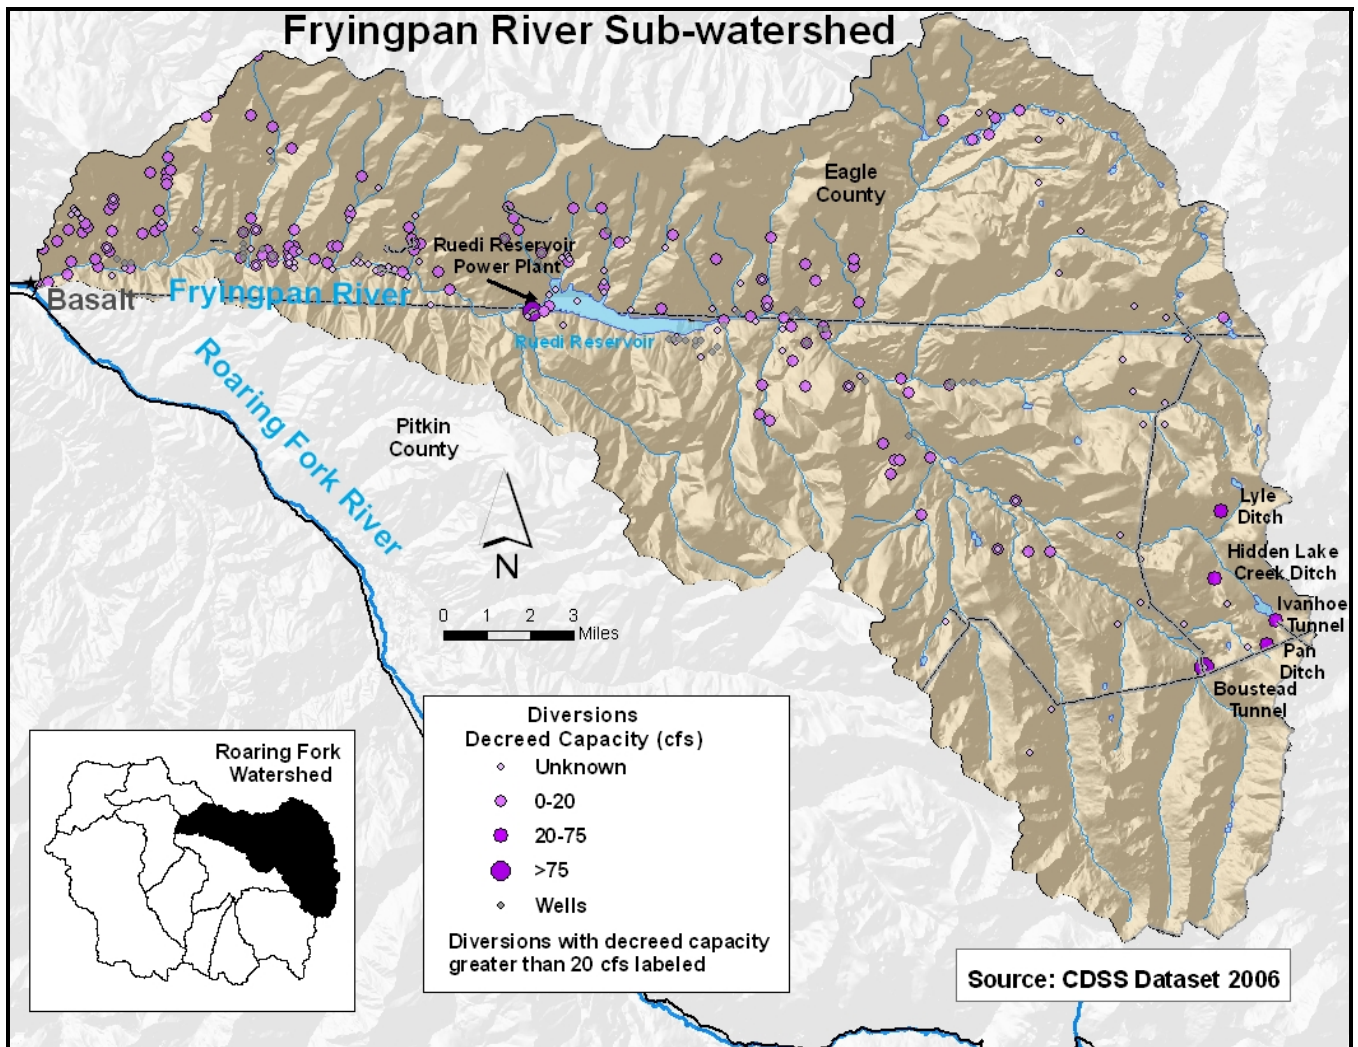 Fryingpan River Sub-watershed
Eagle
County
Ruedi Reservoir
Power Plant
Basalt
Fryingpan River
Ruedi Reservoir
Roaring Fork River
Pitkin
County
N
0 1 2 3
Miles
Lyle
Ditch
Hidden Lake
Creek Ditch
Ivanhoe
Tunnel
Pan
Ditch
Boustead
Tunnel
Diversions
Decreed Capacity (cfs)
Unknown
0-20
20-75
>75
Wells
Diversions with decreed capacity
greater than 20 cfs labeled
Roaring Fork
Watershed
Source: CDSS Dataset 2006